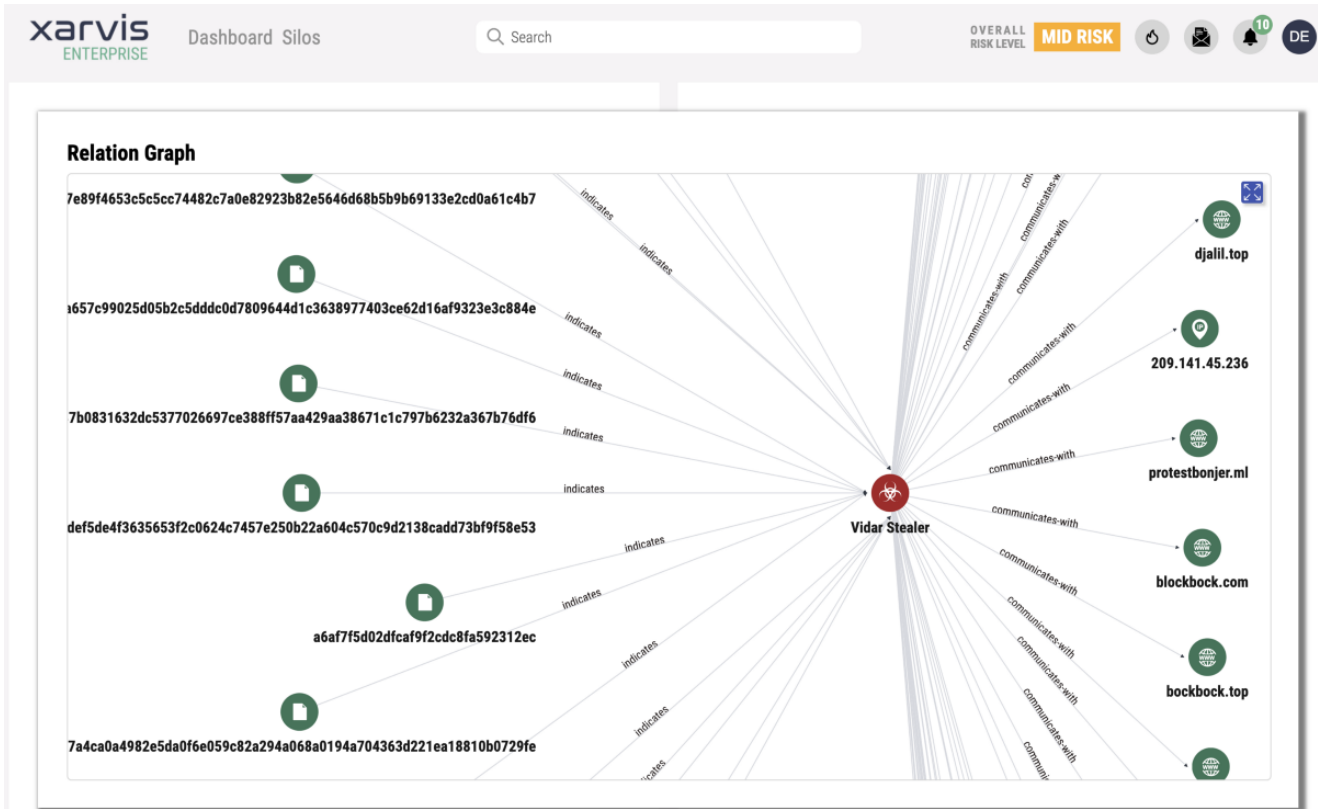 xarvis
ENTERPRISE
Dashboard Silos
Search
OVERALL
RISK LEVEL
MID RISK
10
DE
Relation Graph
7e89f4653c5c5cc74482c7a0e82923b82e5646d68b5b9b69133e2cd0a61c4b7
indicates
communicates-with
djalil.top
indicates
communicates-with
a657c99025d05b2c5dddc0d7809644d1c3638977403ce62d16af9323e3c884e
indicates
communicates-with
communicates-with
209.141.45.236
indicates
communicates-with
7b0831632dc5377026697ce388ff57aa429aa38671c1c797b6232a367b76df6
indicates
communicates-with
protestbonjer.ml
indicates
communicates-with
def5de4f3635653f2c0624c7457e250b22a604c570c9d2138cadd73bf9f58e53
Vidar Stealer
indicates
communicates-with
blockbock.com
indicates
communicates-with
a6af7f5d02dfcaf9f2cdc8fa592312ec
indicates
communicates-with
bockbock.top
indicates
communicates-with
7a4ca0a4982e5da0f6e059c82a294a068a0194a704363d221ea18810b0729fe
www
IP